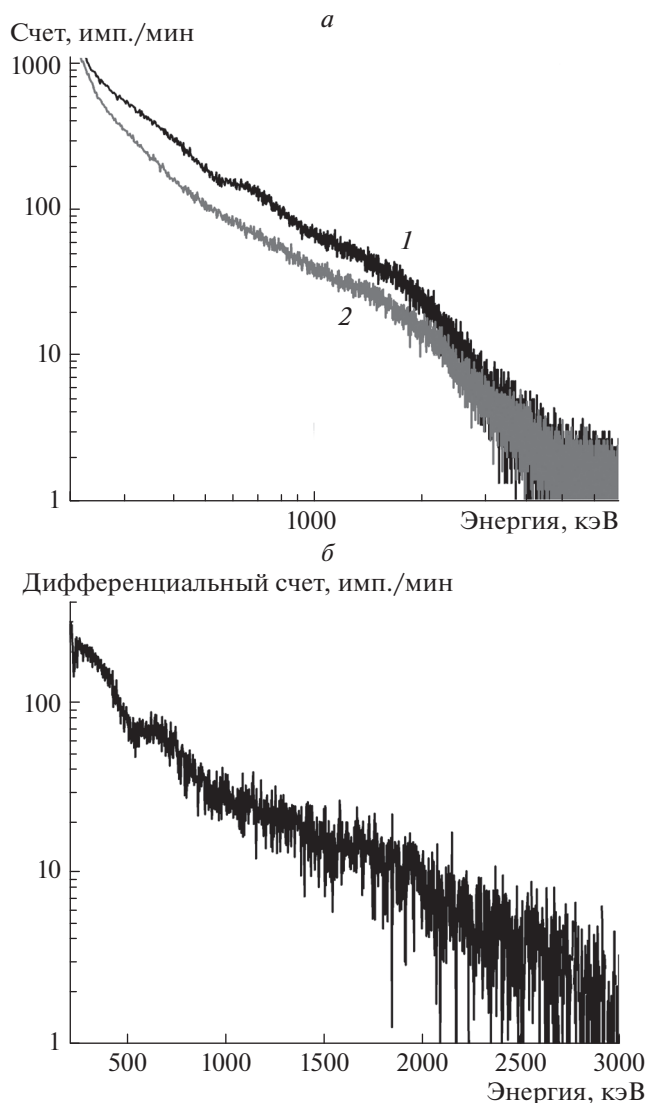 а
Счет, имп./мин
1000
100
10
1
1
2
1000
Энергия, кэВ
б
Дифференциальный счет, имп./мин
100
10
1
500 1000 1500 2000 2500 3000
Энергия, кэВ